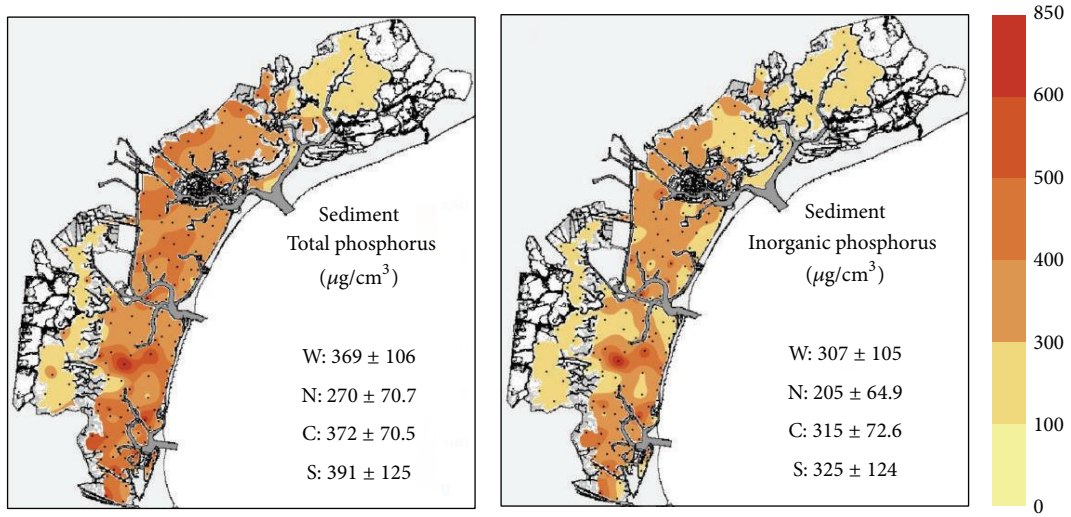 Sediment
Total phosphorus
(μg/cm³)
W: 369 ± 106
N: 270 ± 70.7
C: 372 ± 70.5
S: 391 ± 125
Sediment
Inorganic phosphorus
(μg/cm³)
W: 307 ± 105
N: 205 ± 64.9
C: 315 ± 72.6
S: 325 ± 124
850
600
500
400
300
100
0